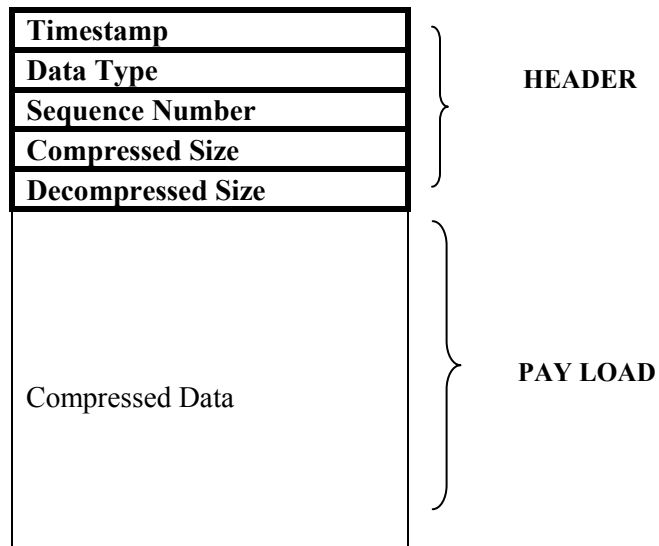 Timestamp
Data Type
HEADER
Sequence Number
Compressed Size
Decompressed Size
Compressed Data
PAY LOAD